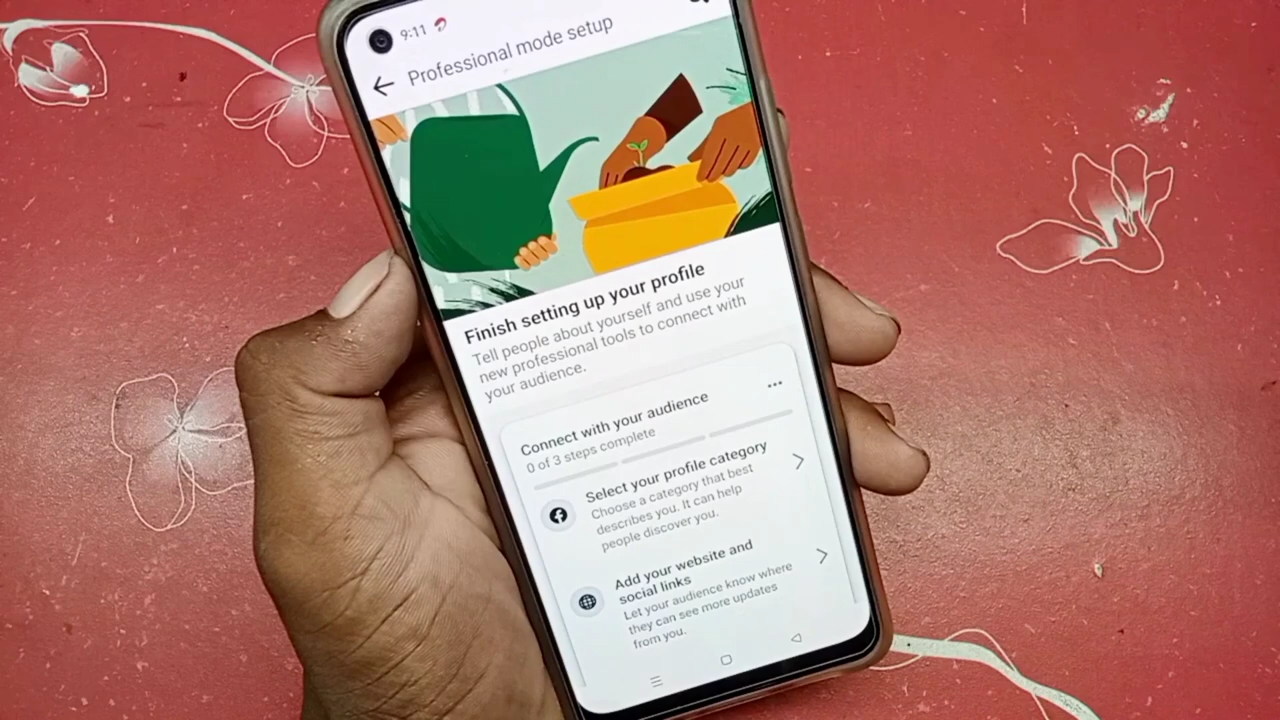 9:11
Professional mode setup
Finish setting up your profile
Tell people about yourself and use your
new professional tools to connect with
your audience.
Connect with your audience
0 of 3 steps complete
Select your profile category
Choose a category that best
describes you. It can help
people discover you.
Add your website and
social links
Let your audience know where
they can see more updates
from you.